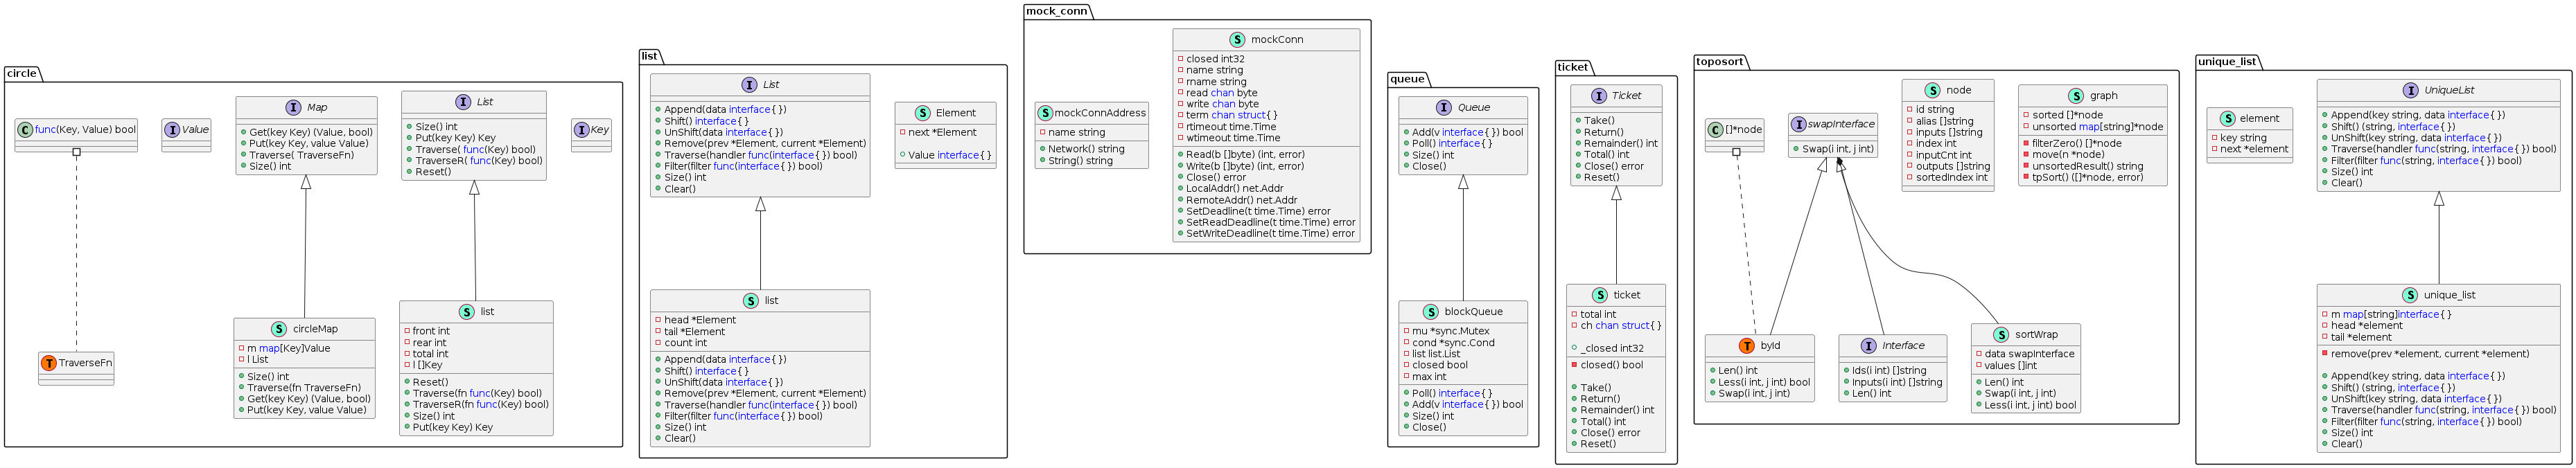 circle
C func(Key, Value) bool
I Value
I Map
Get(key Key) (Value, bool)
Put(key Key, value Value)
Traverse( TraverseFn)
Size() int
I List
Size() int
Put(key Key) Key
Traverse( func(Key) bool)
TraverseR( func(Key) bool)
Reset()
I Key
T TraverseFn
S circleMap
m map[Key]Value
l List
Size() int
Traverse(fn TraverseFn)
Get(key Key) (Value, bool)
Put(key Key, value Value)
S list
front int
rear int
total int
l []Key
Reset()
Traverse(fn func(Key) bool)
TraverseR(fn func(Key) bool)
Size() int
Put(key Key) Key
list
I List
Append(data interface{ })
Shift() interface{ }
UnShift(data interface{ })
Remove(prev *Element, current *Element)
Traverse(handler func(interface{ }) bool)
Filter(filter func(interface{ }) bool)
Size() int
Clear()
S Element
next *Element
Value interface{ }
S list
head *Element
tail *Element
count int
Append(data interface{ })
Shift() interface{ }
UnShift(data interface{ })
Remove(prev *Element, current *Element)
Traverse(handler func(interface{ }) bool)
Filter(filter func(interface{ }) bool)
Size() int
Clear()
mock_conn
S mockConnAddress
name string
Network() string
String() string
S mockConn
closed int32
name string
rname string
read chan byte
write chan byte
term chan struct{ }
rtimeout time.Time
wtimeout time.Time
Read(b []byte) (int, error)
Write(b []byte) (int, error)
Close() error
LocalAddr() net.Addr
RemoteAddr() net.Addr
SetDeadline(t time.Time) error
SetReadDeadline(t time.Time) error
SetWriteDeadline(t time.Time) error
queue
I Queue
Add(v interface{ }) bool
Poll() interface{ }
Size() int
Close()
S blockQueue
mu *sync.Mutex
cond *sync.Cond
list list.List
closed bool
max int
Poll() interface{ }
Add(v interface{ }) bool
Size() int
Close()
ticket
I Ticket
Take()
Return()
Remainder() int
Total() int
Close() error
Reset()
S ticket
total int
ch chan struct{ }
_closed int32
closed() bool
Take()
Return()
Remainder() int
Total() int
Close() error
Reset()
toposort
C []*node
I swapInterface
Swap(i int, j int)
S node
id string
alias []string
inputs []string
index int
inputCnt int
outputs []string
sortedIndex int
S graph
sorted []*node
unsorted map[string]*node
filterZero() []*node
move(n *node)
unsortedResult() string
tpSort() ([]*node, error)
T byId
Len() int
Less(i int, j int) bool
Swap(i int, j int)
I Interface
Ids(i int) []string
Inputs(i int) []string
Len() int
S sortWrap
data swapInterface
values []int
Len() int
Swap(i int, j int)
Less(i int, j int) bool
unique_list
S element
key string
next *element
I UniqueList
Append(key string, data interface{ })
Shift() (string, interface{ })
UnShift(key string, data interface{ })
Traverse(handler func(string, interface{ }) bool)
Filter(filter func(string, interface{ }) bool)
Size() int
Clear()
S unique_list
m map[string]interface{ }
head *element
tail *element
remove(prev *element, current *element)
Append(key string, data interface{ })
Shift() (string, interface{ })
UnShift(key string, data interface{ })
Traverse(handler func(string, interface{ }) bool)
Filter(filter func(string, interface{ }) bool)
Size() int
Clear()